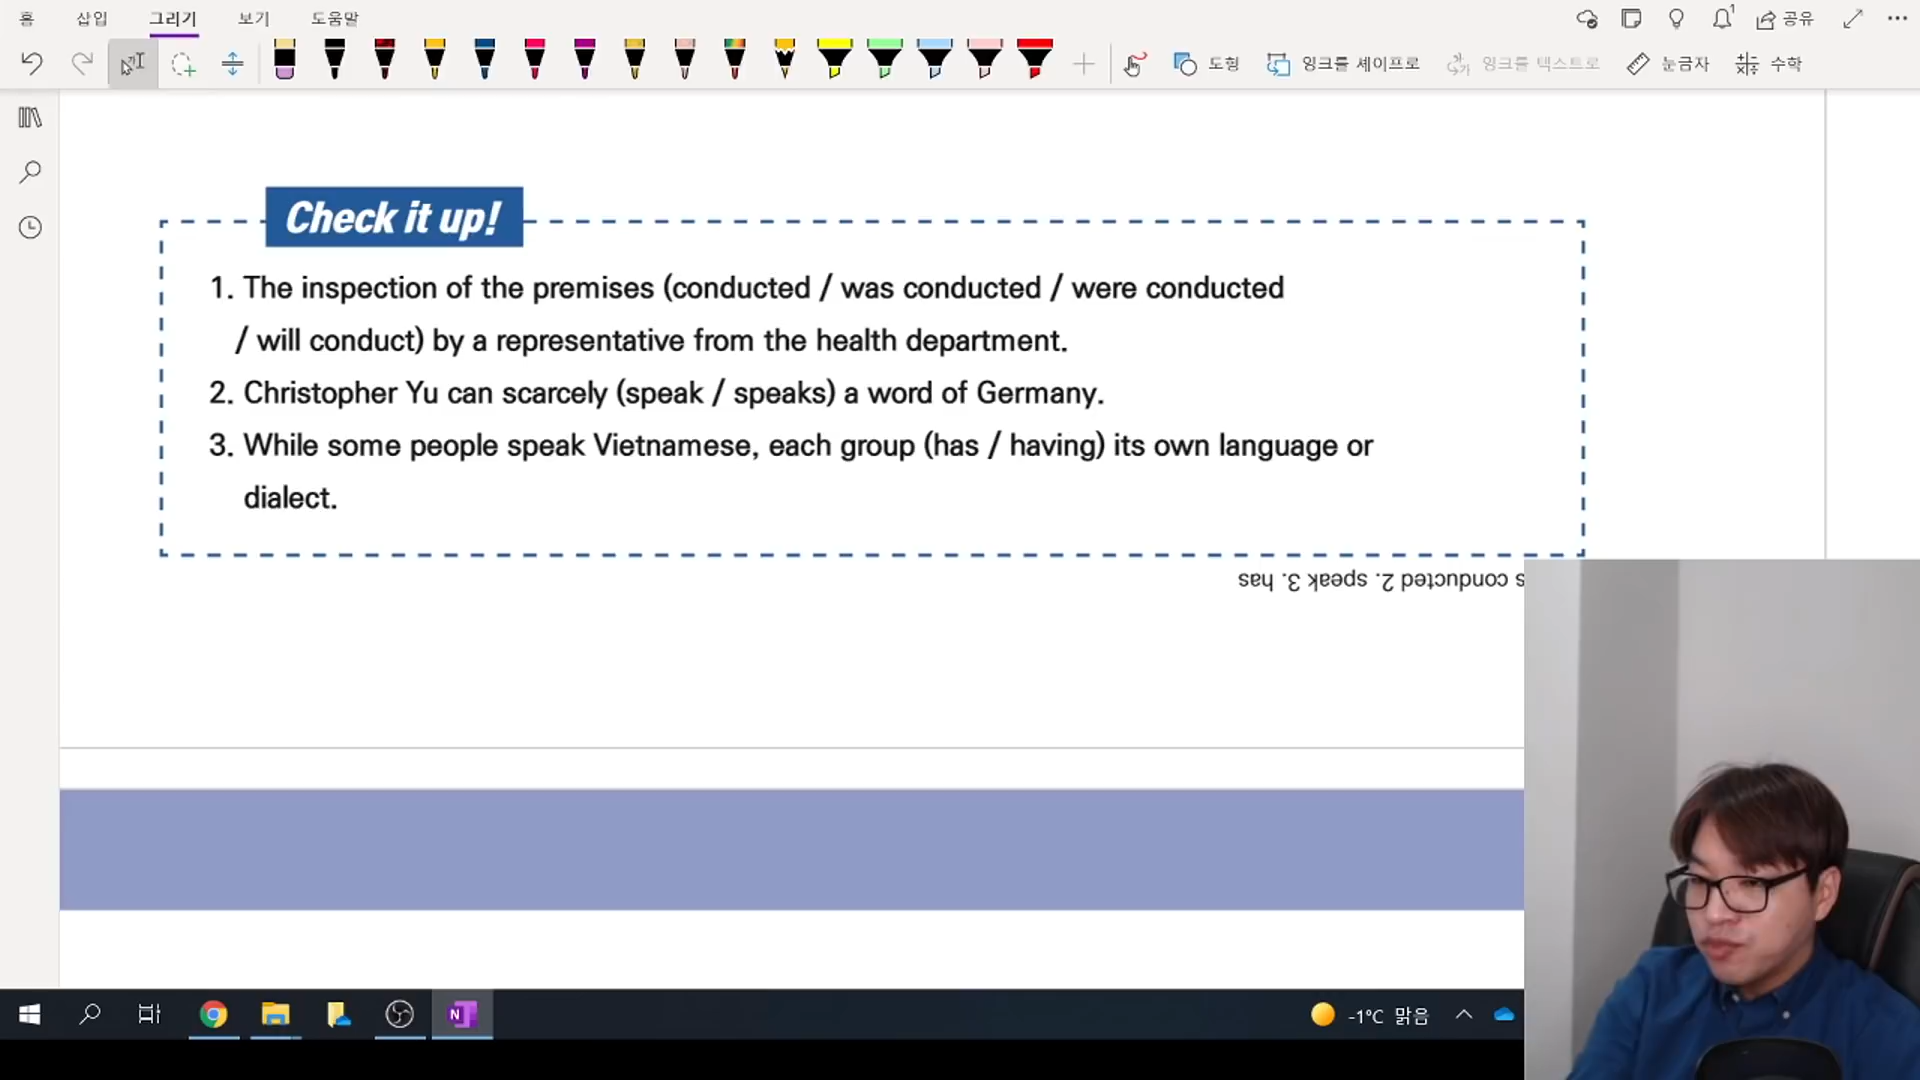 홈 삽입 그리기 보기 도움말 1 공유
도형 잉크를 셰이프로 잉크를 텍스트로 눈금자 수학
Check it up!
1. The inspection of the premises (conducted / was conducted / were conducted
/ will conduct) by a representative from the health department.
2. Christopher Yu can scarcely (speak / speaks) a word of Germany.
3. While some people speak Vietnamese, each group (has / having) its own language or
dialect.
s conducted 2. speak 3. has
N -1°C 맑음